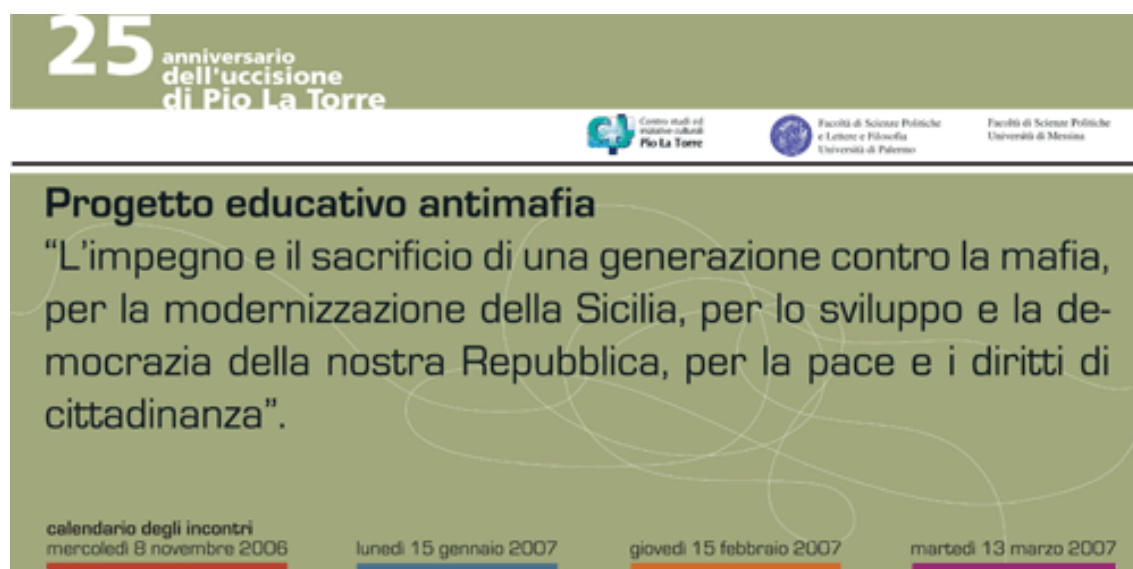 25 anniversario
dell'uccisione
di Pio La Torre
Centro studi ed
iniziative culturali
Pio La Torre
Facoltà di Scienze Politiche
e Lettere e Filosofia
Università di Palermo
Facoltà di Scienze Politiche
Università di Messina
Progetto educativo antimafia
“L’impegno e il sacrificio di una generazione contro la mafia,
per la modernizzazione della Sicilia, per lo sviluppo e la de-
mocrazia della nostra Repubblica, per la pace e i diritti di
cittadinanza”.
calendario degli incontri
mercoledì 8 novembre 2006 lunedì 15 gennaio 2007 giovedì 15 febbraio 2007 martedì 13 marzo 2007